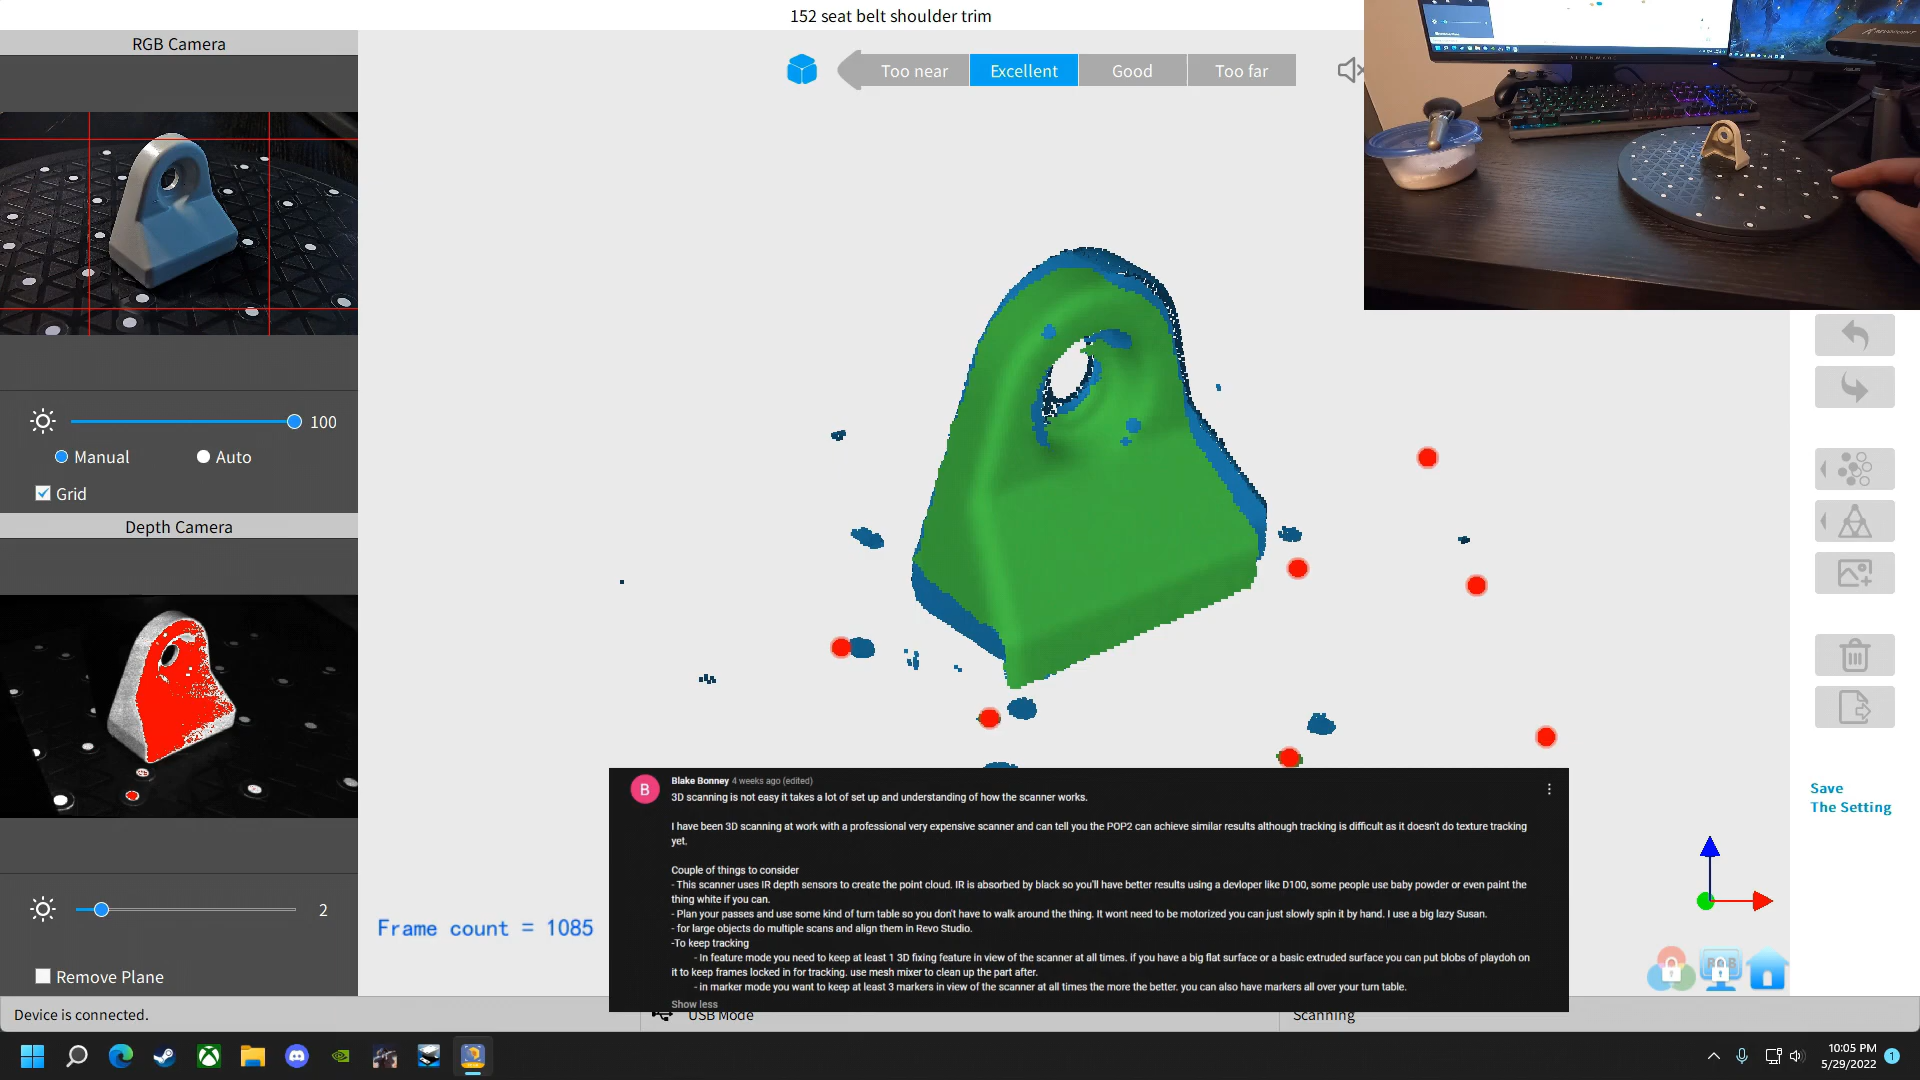 152 seat belt shoulder trim
RGB Camera
Too near
Excellent
Good
Too far
100
Manual
Auto
Grid
Depth Camera
2
Remove Plane
Frame count = 1085
Save
The Setting
B
Blake Bonney 4 weeks ago (edited)
3D scanning is not easy it takes a lot of set up and understanding of how the scanner works.
I have been 3D scanning at work with a professional very expensive scanner and can tell you the POP2 can achieve similar results although tracking is difficult as it doesn't do texture tracking
yet.
Couple of things to consider
- This scanner uses IR depth sensors to create the point cloud. IR is absorbed by black so you'll have better results using a devloper like D100, some people use baby powder or even paint the
thing white if you can.
- Plan your passes and use some kind of turn table so you don't have to walk around the thing. It wont need to be motorized you can just slowly spin it by hand. I use a big lazy Susan.
- for large objects do multiple scans and align them in Revo Studio.
-To keep tracking
- In feature mode you need to keep at least 1 3D fixing feature in view of the scanner at all times. if you have a big flat surface or a basic extruded surface you can put blobs of playdoh on
it to keep frames locked in for tracking. use mesh mixer to clean up the part after.
- in marker mode you want to keep at least 3 markers in view of the scanner at all times the more the better. you can also have markers all over your turn table.
Show less
Device is connected.
USB Mode
Scanning
10:05 PM
5/29/2022
1